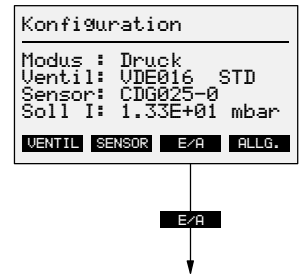 Konfiguration
Modus : Druck
Ventil: VDE016 STD
Sensor: CDG025-0
Soll I: 1.33E+01 mbar
VENTIL SENSOR E/A ALLG.
E/A